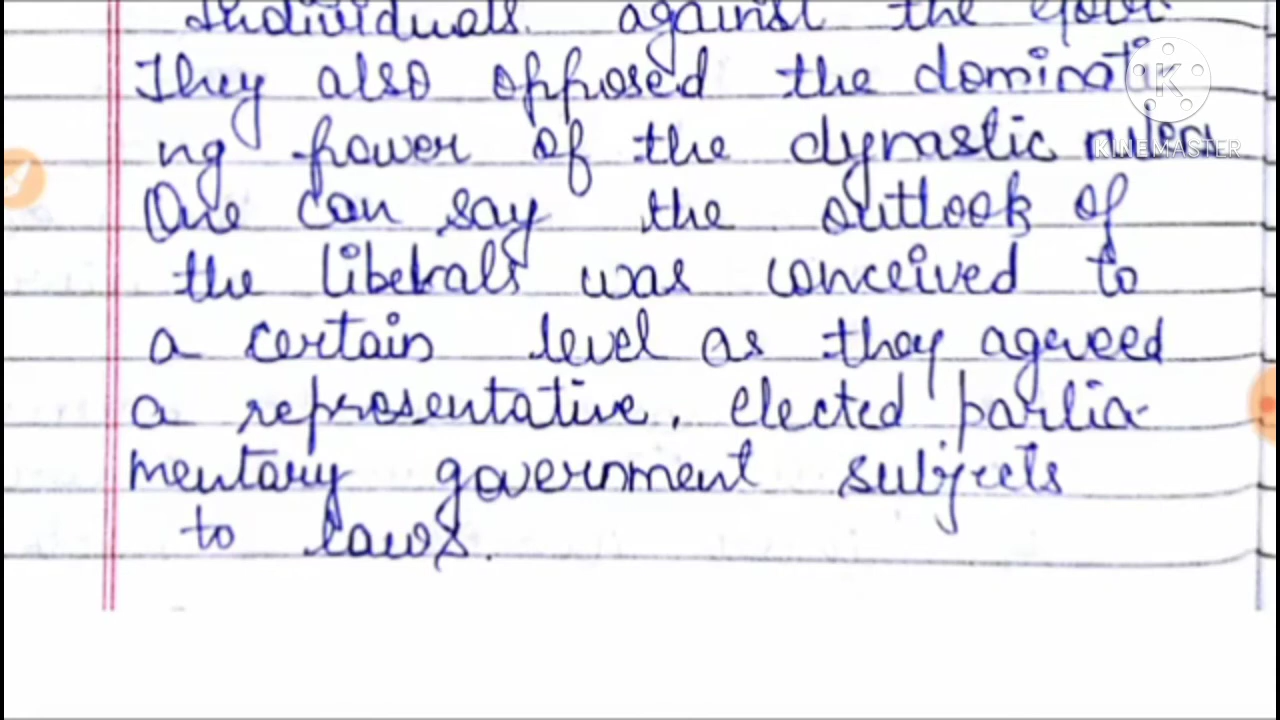 Individuals. against the Govt.
They also opposed the dominati
ng power of the dynastic rulers
One can say the outlook of
the liberals was conceived to
a certain level as they agreed
a representative, elected parlia-
mentary government subjects
to laws.
K
KINEMASTER